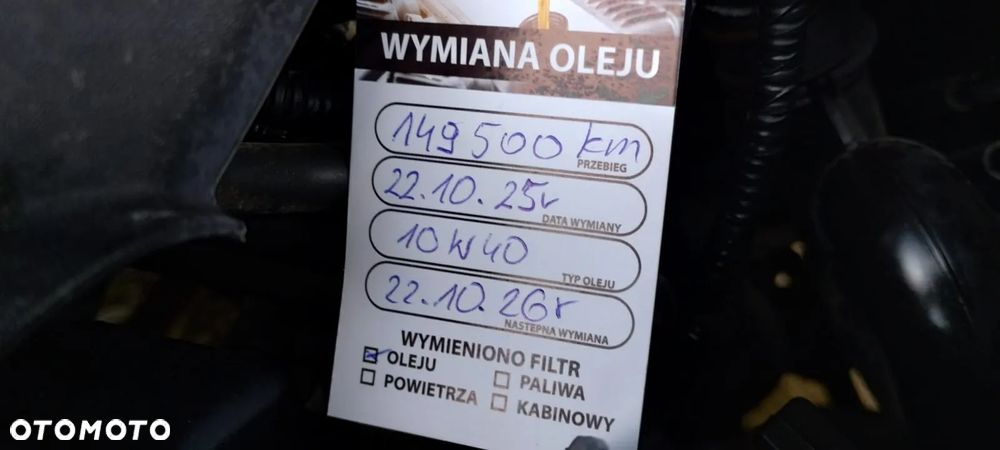 WYMIANA OLEJU
149 500 km
PRZEBIEG
22.10.25r
DATA WYMIANY
10W40
TYP OLEJU
22.10.26r
NASTEPNA WYMIANA
WYMIENIONO FILTR
OLEJU
PALIWA
POWIETRZA
KABINOWY
OTOMOTO